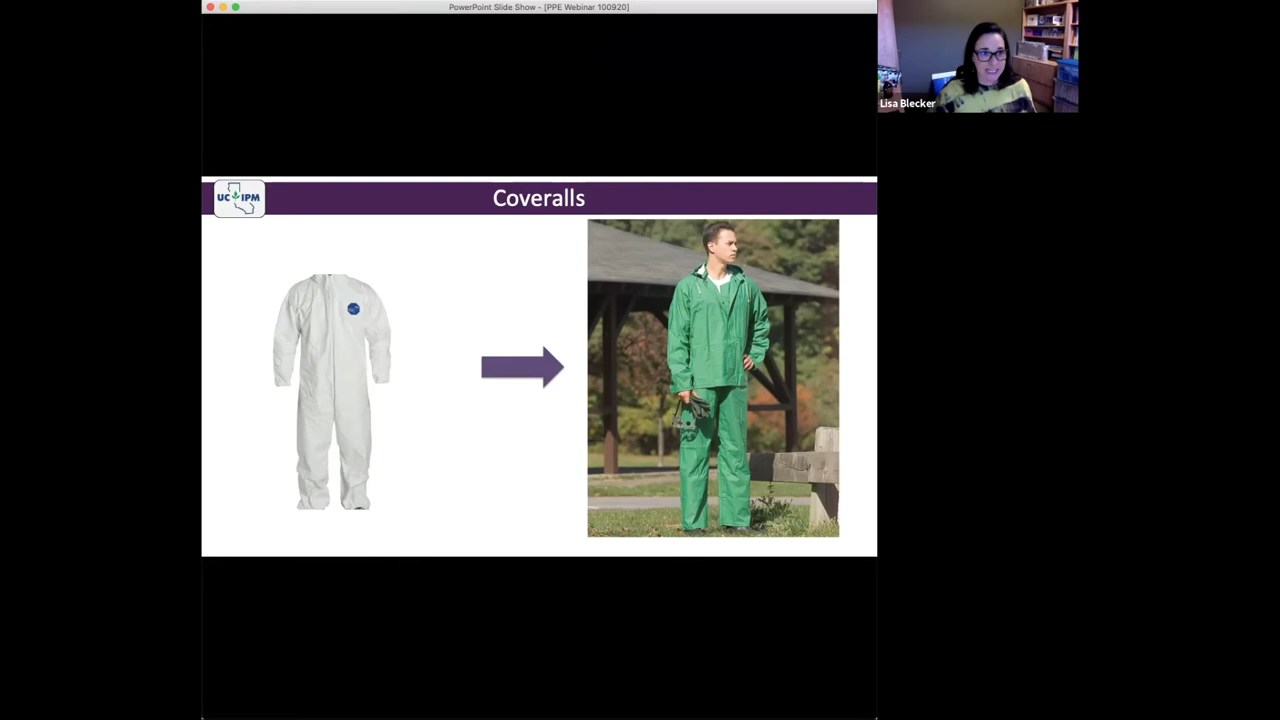 PowerPoint Slide Show - [PPE Webinar 100920]
Lisa Blecker
UC IPM
Coveralls